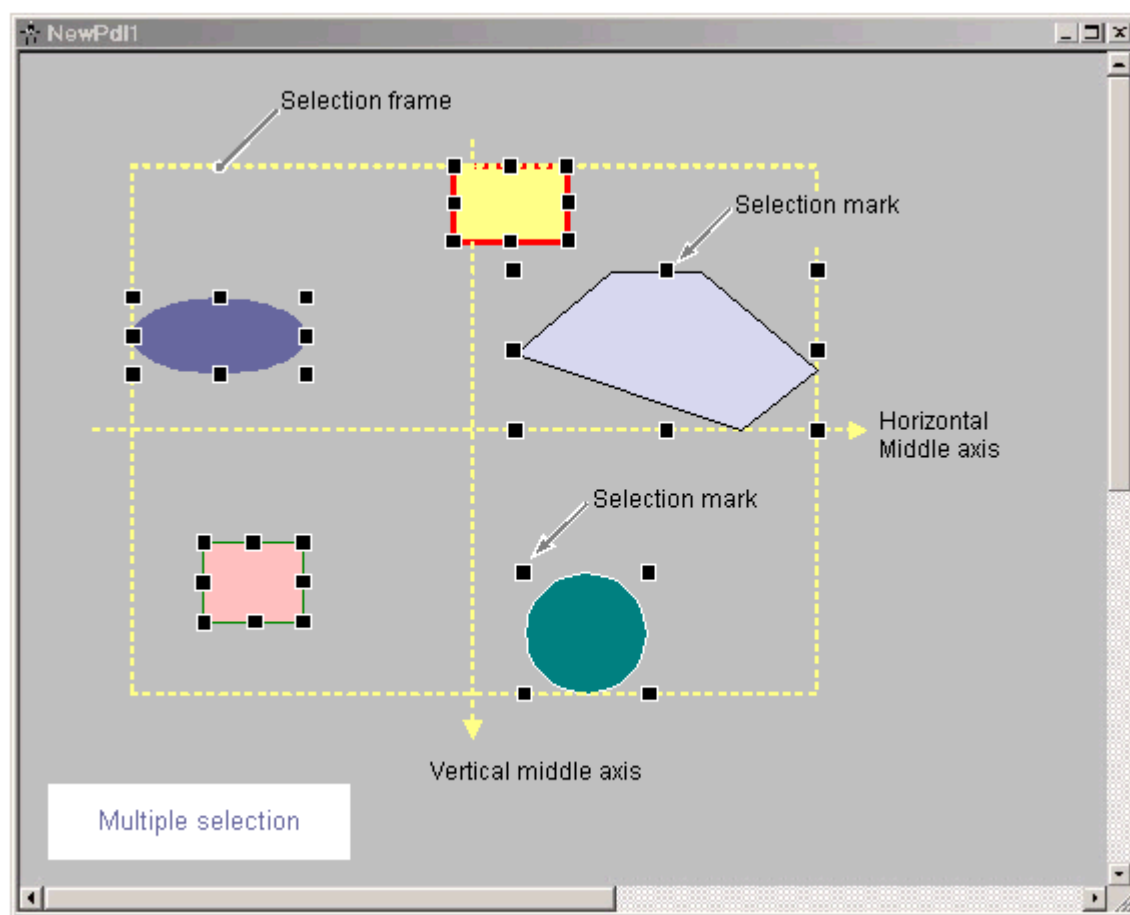 NewPdl1
Selection frame
Selection mark
Horizontal
Middle axis
Selection mark
Vertical middle axis
Multiple selection